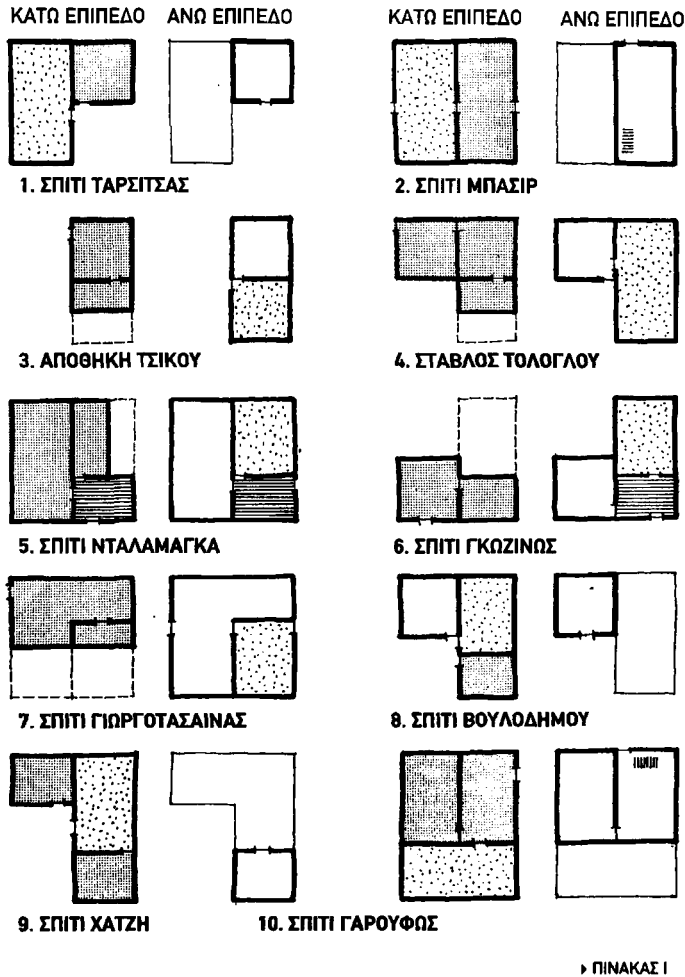 ΚΑΤΩ ΕΠΙΠΕΔΟ ΑΝΩ ΕΠΙΠΕΔΟ ΚΑΤΩ ΕΠΙΠΕΔΟ ΑΝΩ ΕΠΙΠΕΔΟ
1. ΣΠΙΤΙ ΤΑΡΣΙΤΣΑΣ 2. ΣΠΙΤΙ ΜΠΑΣΙΡ
3. ΑΠΟΘΗΚΗ ΤΣΙΚΟΥ 4. ΣΤΑΒΛΟΣ ΤΟΛΟΓΛΟΥ
5. ΣΠΙΤΙ ΝΤΑΛΑΜΑΓΚΑ 6. ΣΠΙΤΙ ΓΚΩΖΙΝΩΣ
7. ΣΠΙΤΙ ΓΙΩΡΓΟΤΑΣΑΙΝΑΣ 8. ΣΠΙΤΙ ΒΟΥΛΟΔΗΜΟΥ
9. ΣΠΙΤΙ ΧΑΤΖΗ 10. ΣΠΙΤΙ ΓΑΡΟΥΦΩΣ
▸ ΠΙΝΑΚΑΣ Ι